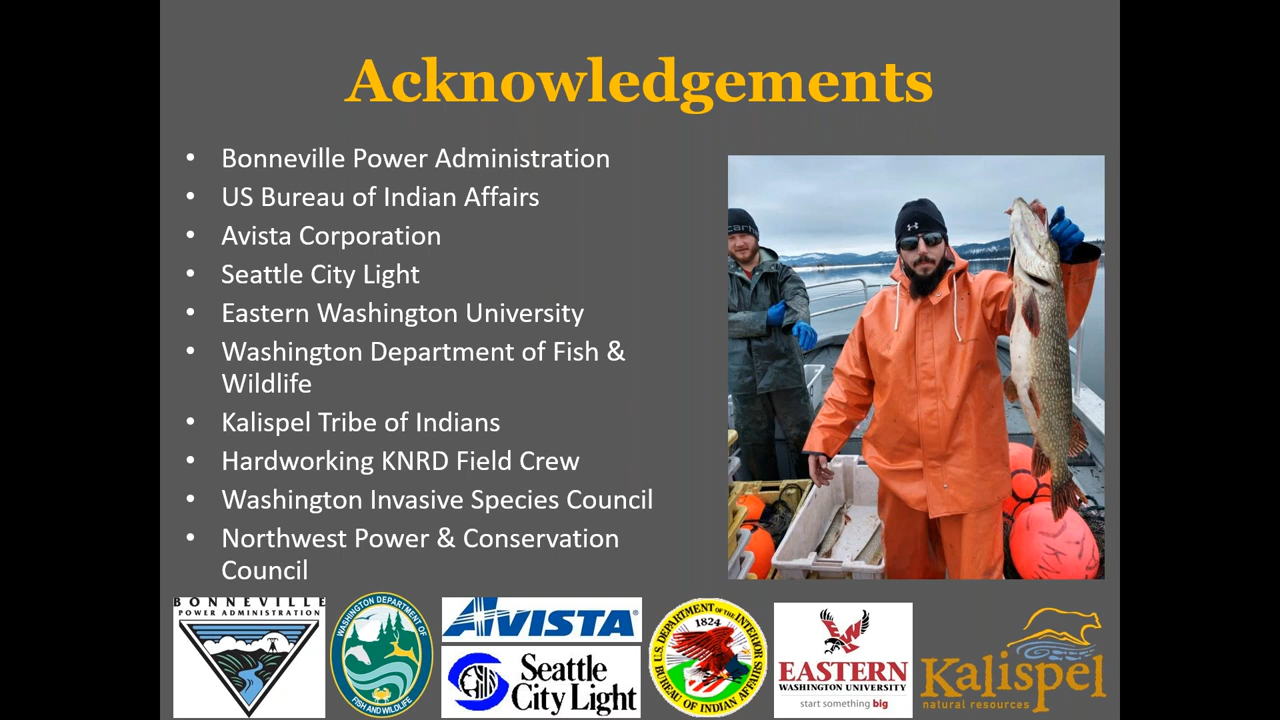 Acknowledgements
• Bonneville Power Administration
• US Bureau of Indian Affairs
• Avista Corporation
• Seattle City Light
• Eastern Washington University
• Washington Department of Fish &
Wildlife
• Kalispel Tribe of Indians
• Hardworking KNRD Field Crew
• Washington Invasive Species Council
• Northwest Power & Conservation
Council
carh
BONNEVILLE
POWER ADMINISTRATION
WASHINGTON DEPARTMENT OF
FISH AND WILDLIFE
AVISTA®
Seattle
City Light
U.S. DEPARTMENT OF THE INTERIOR
1824
BUREAU OF INDIAN AFFAIRS
EW
EASTERN
WASHINGTON UNIVERSITY
start something big
Kalispel
natural resources